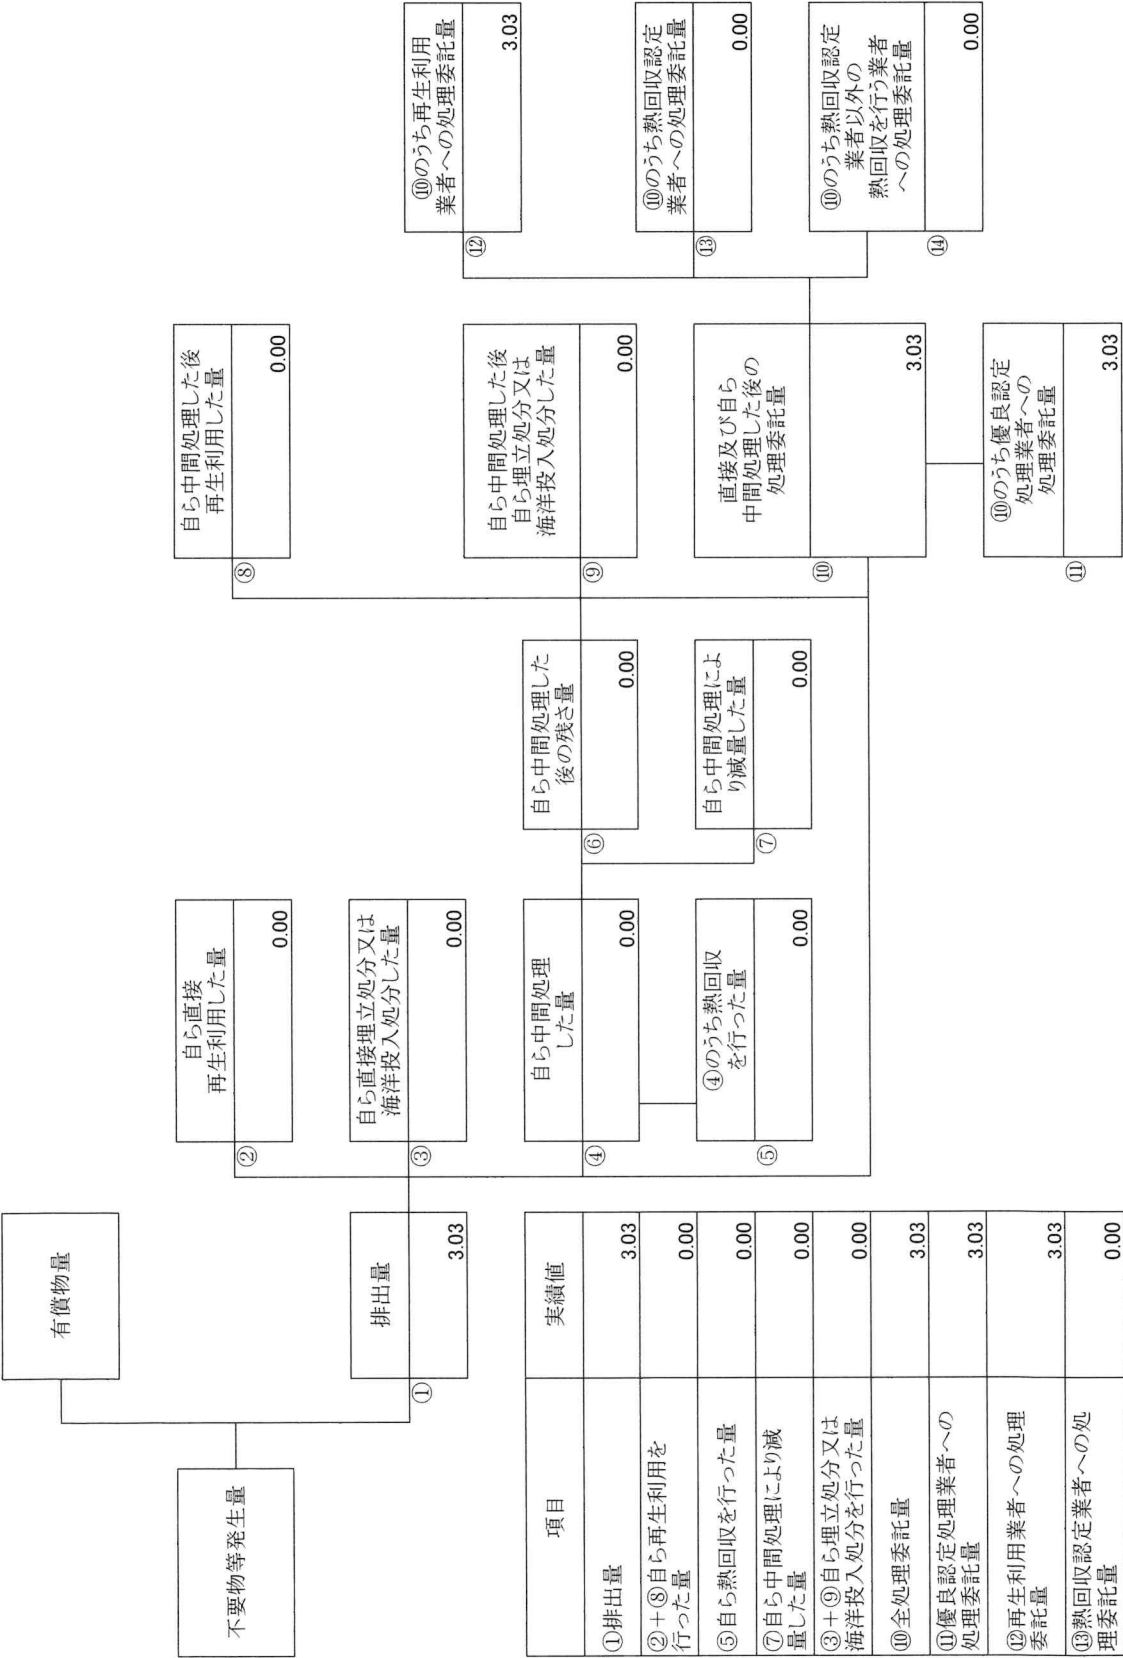 不要物等発生量
有償物量
排出量
①
3.03
自ら直接
再生利用した量
②
0.00
自ら直接埋立処分又は
海洋投入処分した量
③
0.00
自ら中間処理
した量
④
0.00
④のうち熱回収
を行った量
⑤
0.00
自ら中間処理した
後の残さ量
⑥
0.00
自ら中間処理によ
り減量した量
⑦
0.00
自ら中間処理した後
再生利用した量
⑧
0.00
自ら中間処理した後
自ら埋立処分又は
海洋投入処分した量
⑨
0.00
直接及び自ら
中間処理した後の
処理委託量
⑩
3.03
⑩のうち優良認定
処理業者への
処理委託量
⑪
3.03
⑩のうち再生利用
業者への処理委託量
⑫
3.03
⑩のうち熱回収認定
業者への処理委託量
⑬
0.00
⑩のうち熱回収認定
業者以外の
熱回収を行う業者
への処理委託量
⑭
0.00
項目 実績値
①排出量 3.03
②+⑧自ら再生利用を
行った量 0.00
⑤自ら熱回収を行った量 0.00
⑦自ら中間処理により減
量した量 0.00
③+⑨自ら埋立処分又は
海洋投入処分を行った量 0.00
⑩全処理委託量 3.03
⑪優良認定処理業者への
処理委託量 3.03
⑫再生利用業者への処理
委託量 3.03
⑬熱回収認定業者への処
理委託量 0.00